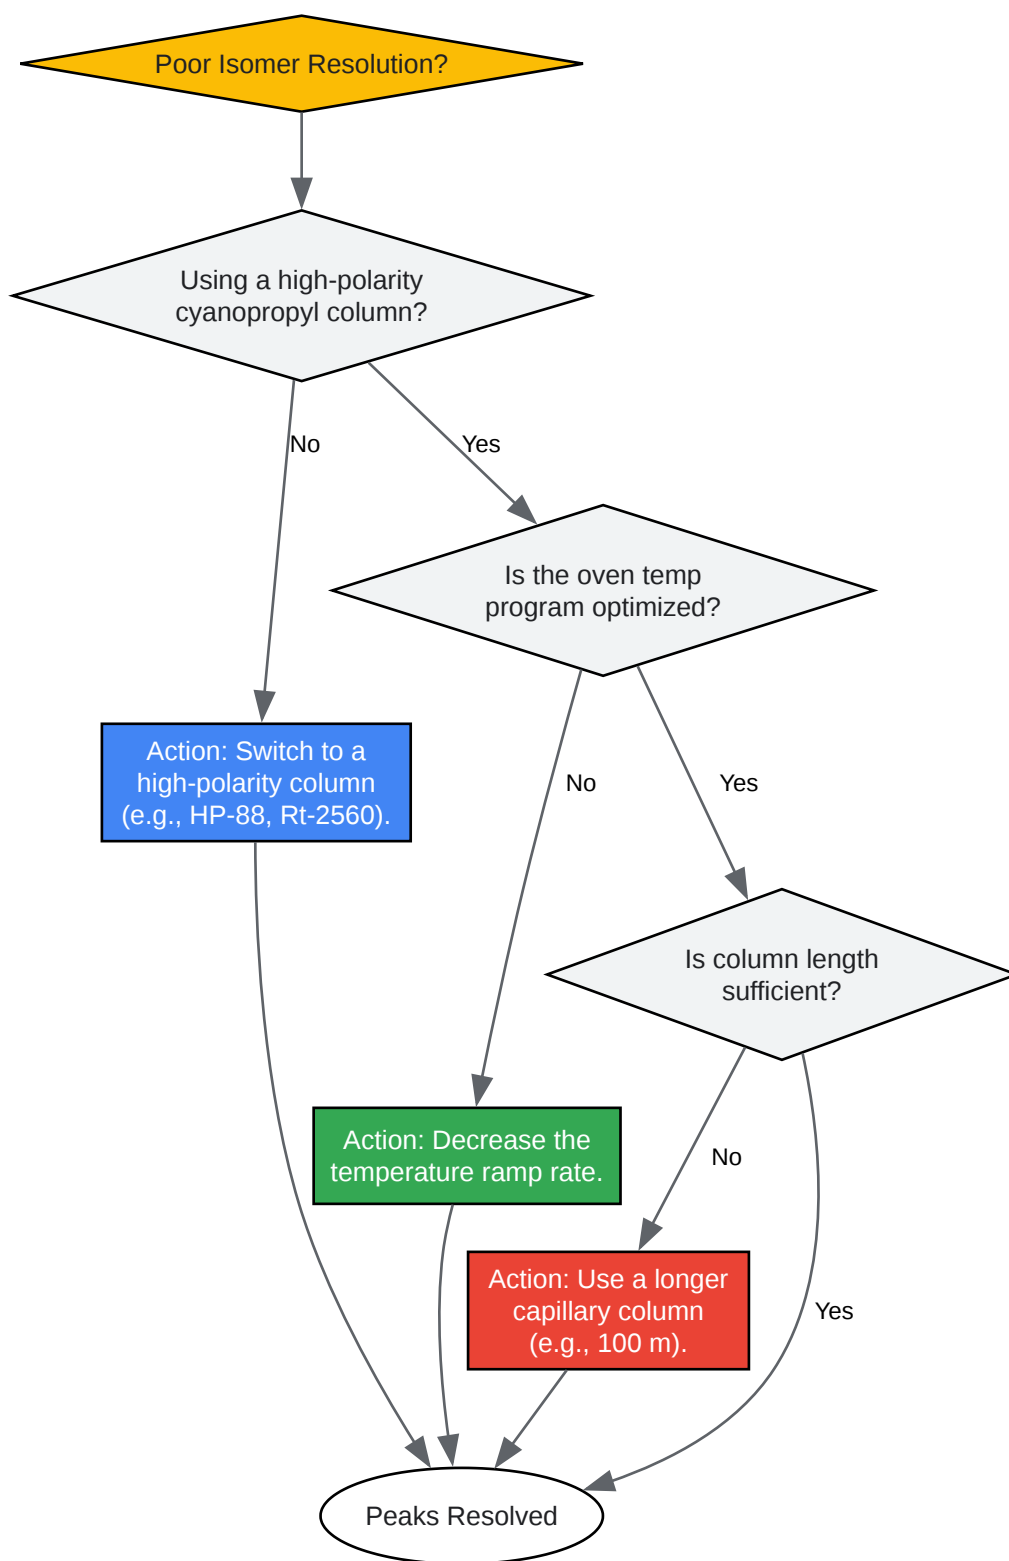 Poor Isomer Resolution?
Using a high-polarity
cyanopropyl column?
No
Yes
Is the oven temp
program optimized?
Action: Switch to a
high-polarity column
(e.g., HP-88, Rt-2560).
No
Yes
Is column length
sufficient?
Action: Decrease the
temperature ramp rate.
No
Action: Use a longer
capillary column
(e.g., 100 m).
Yes
Peaks Resolved